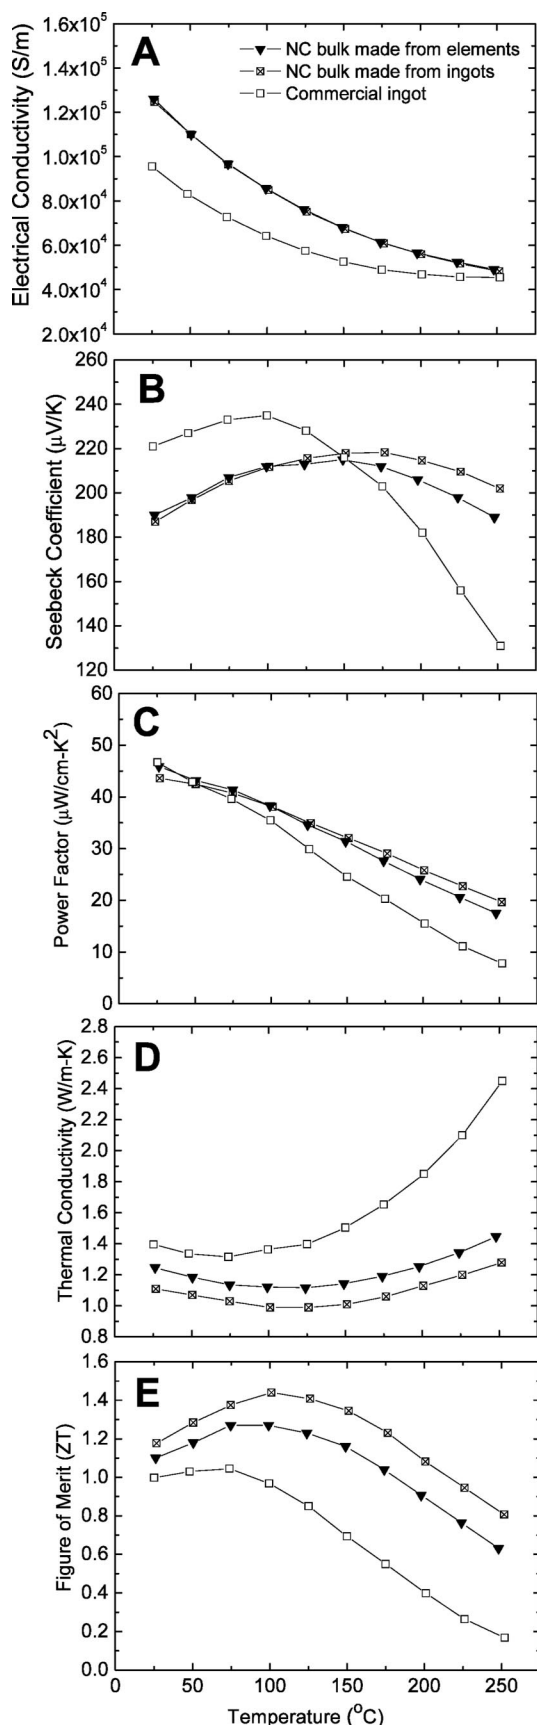 A
Electrical Conductivity (S/m)
1.6x10⁵
1.4x10⁵
1.2x10⁵
1.0x10⁵
8.0x10⁴
6.0x10⁴
4.0x10⁴
2.0x10⁴
NC bulk made from elements
NC bulk made from ingots
Commercial ingot
B
Seebeck Coefficient (μV/K)
260
240
220
200
180
160
140
120
C
Power Factor (μW/cm-K²)
60
50
40
30
20
10
0
D
Thermal Conductivity (W/m-K)
2.8
2.6
2.4
2.2
2.0
1.8
1.6
1.4
1.2
1.0
0.8
E
Figure of Merit (ZT)
1.6
1.4
1.2
1.0
0.8
0.6
0.4
0.2
0.0
0 50 100 150 200 250
Temperature (°C)